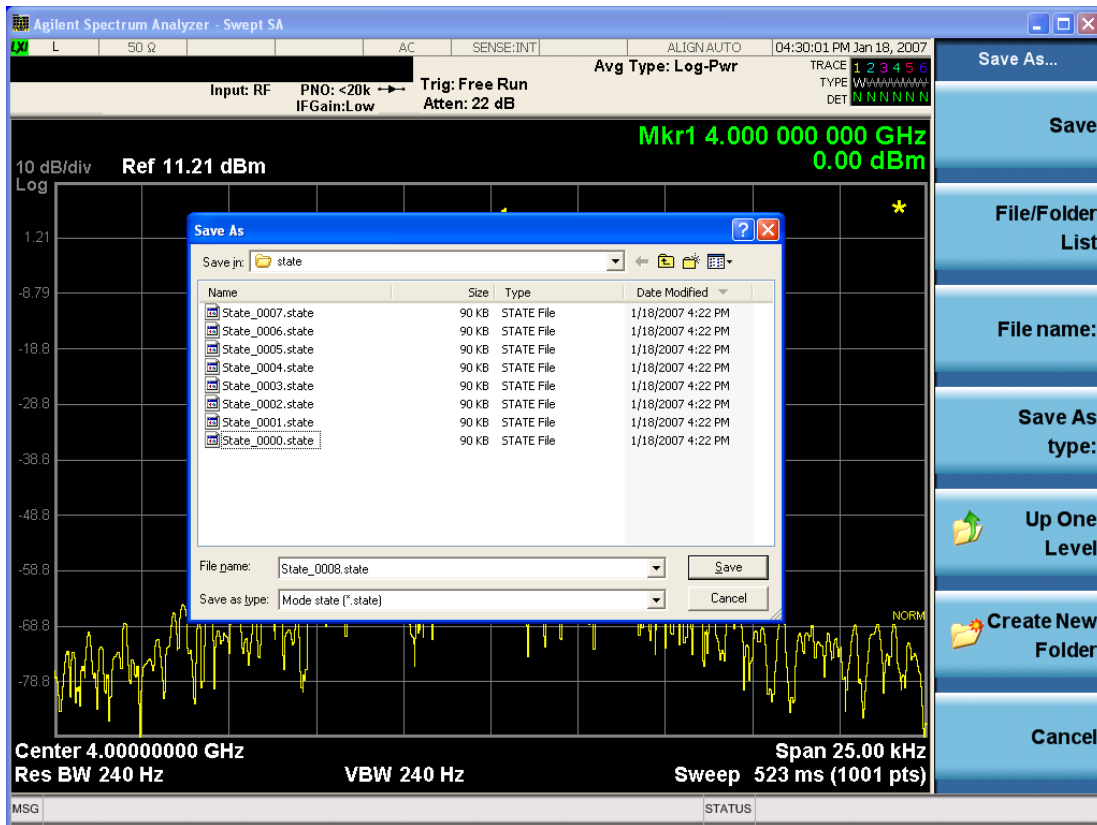 Agilent Spectrum Analyzer - Swept SA
LXI L 50 Ω AC SENSE:INT ALIGN AUTO 04:30:01 PM Jan 18, 2007
Input: RF PNO: <20k IFGain:Low
Trig: Free Run
Atten: 22 dB
Avg Type: Log-Pwr
TRACE 1 2 3 4 5 6
TYPE WWWWWW
DET N N N N N N
Mkr1 4.000 000 000 GHz
0.00 dBm
10 dB/div Ref 11.21 dBm
Log
1.21
-8.79
-18.8
-28.8
-38.8
-48.8
-58.8
-68.8
-78.8
*
NORM
Save As
Save in: state
Name Size Type Date Modified
State_0007.state 90 KB STATE File 1/18/2007 4:22 PM
State_0006.state 90 KB STATE File 1/18/2007 4:22 PM
State_0005.state 90 KB STATE File 1/18/2007 4:22 PM
State_0004.state 90 KB STATE File 1/18/2007 4:22 PM
State_0003.state 90 KB STATE File 1/18/2007 4:22 PM
State_0002.state 90 KB STATE File 1/18/2007 4:22 PM
State_0001.state 90 KB STATE File 1/18/2007 4:22 PM
State_0000.state 90 KB STATE File 1/18/2007 4:22 PM
File name: State_0008.state Save
Save as type: Mode state (*.state) Cancel
Center 4.00000000 GHz Span 25.00 kHz
Res BW 240 Hz VBW 240 Hz Sweep 523 ms (1001 pts)
MSG STATUS
Save As...
Save
File/Folder
List
File name:
Save As
type:
Up One
Level
Create New
Folder
Cancel